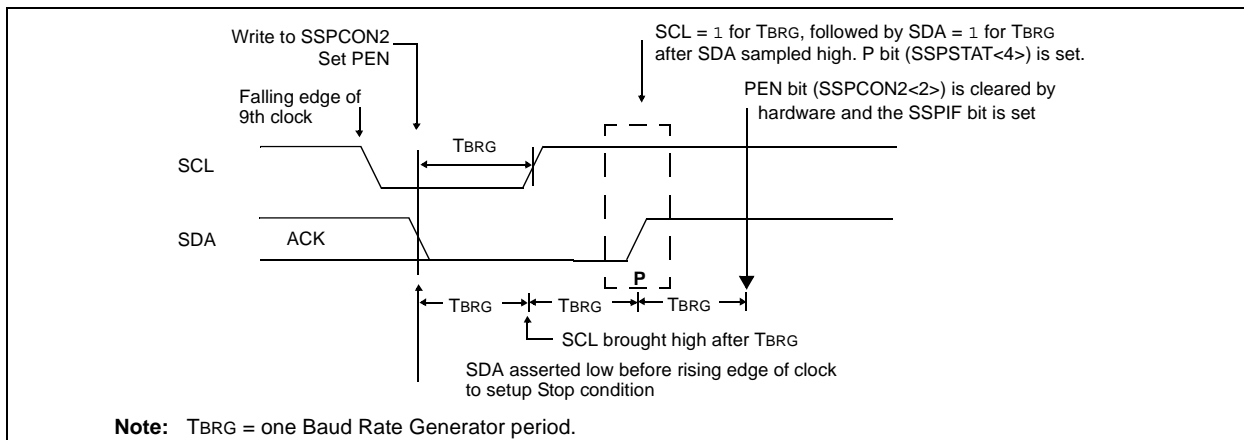 Write to SSPCON2
Set PEN
SCL = 1 for TBRG, followed by SDA = 1 for TBRG
after SDA sampled high. P bit (SSPSTAT<4>) is set.
PEN bit (SSPCON2<2>) is cleared by
hardware and the SSPIF bit is set
Falling edge of
9th clock
SCL
TBRG
SDA
ACK
P
TBRG
TBRG
TBRG
SCL brought high after TBRG
SDA asserted low before rising edge of clock
to setup Stop condition
Note: TBRG = one Baud Rate Generator period.